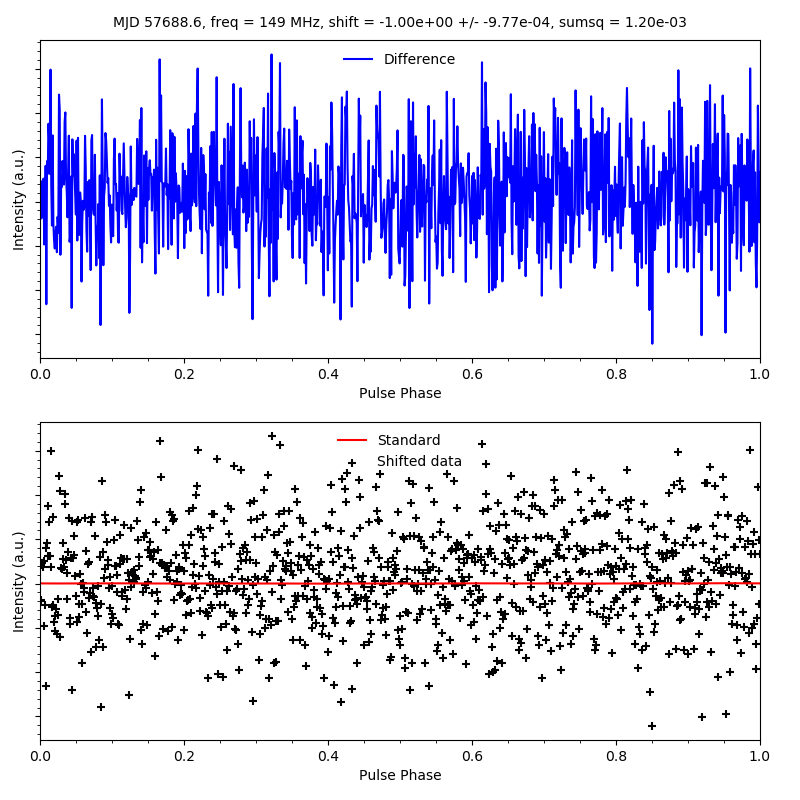 MJD 57688.6, freq = 149 MHz, shift = -1.00e+00 +/- -9.77e-04, sumsq = 1.20e-03
Difference
Intensity (a.u.)
0.0 0.2 0.4 0.6 0.8 1.0
Pulse Phase
Standard
Shifted data
Intensity (a.u.)
0.0 0.2 0.4 0.6 0.8 1.0
Pulse Phase